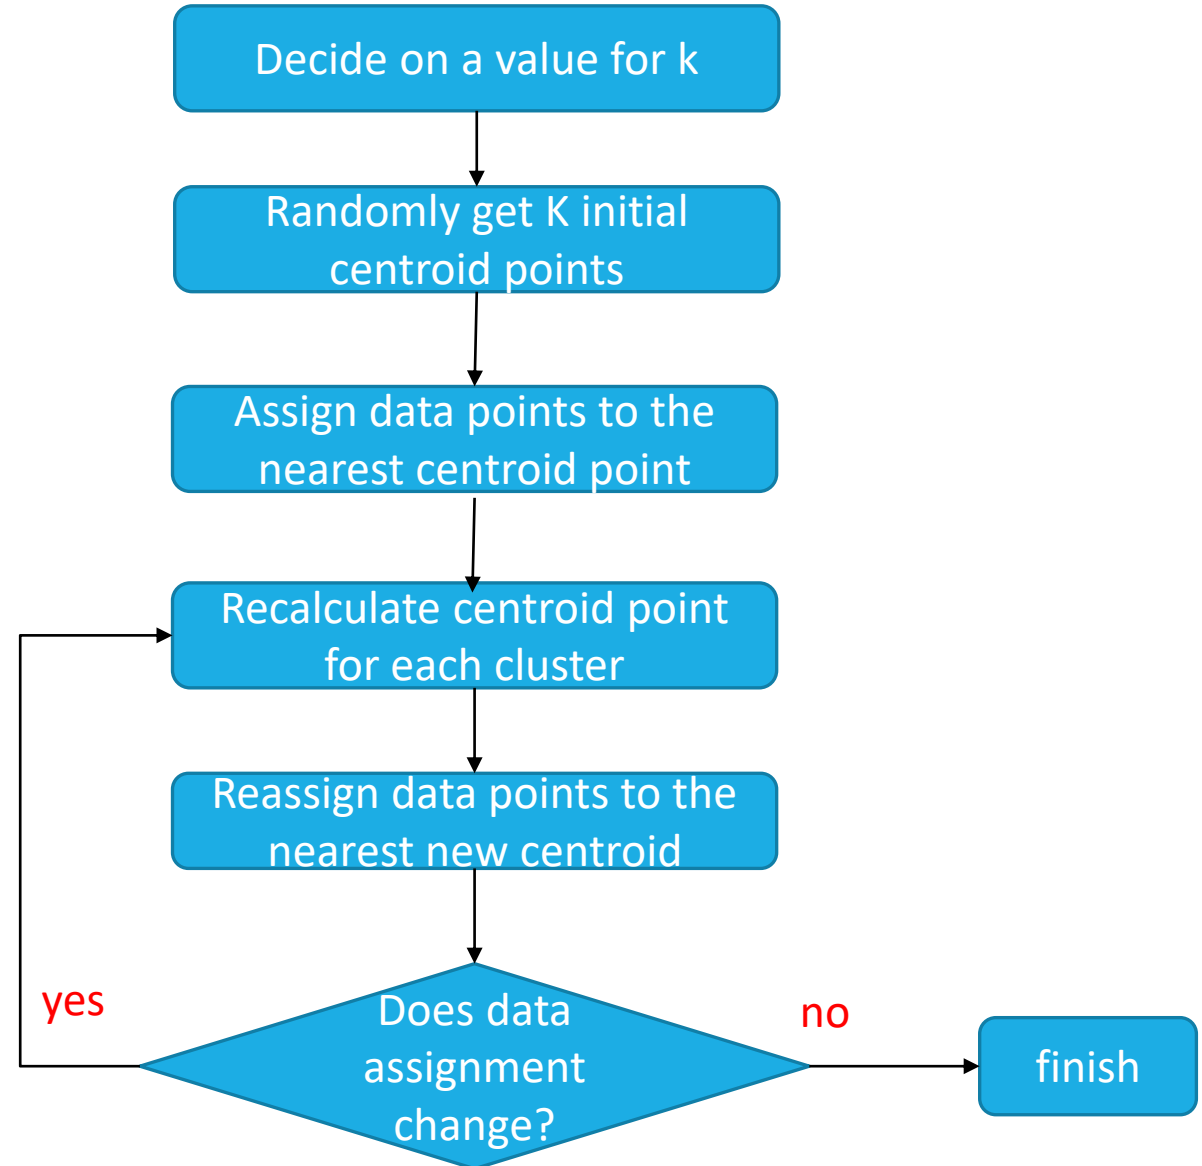 Decide on a value for k
Randomly get K initial
centroid points
Assign data points to the
nearest centroid point
Recalculate centroid point
for each cluster
Reassign data points to the
nearest new centroid
yes
Does data
assignment
change?
no
finish